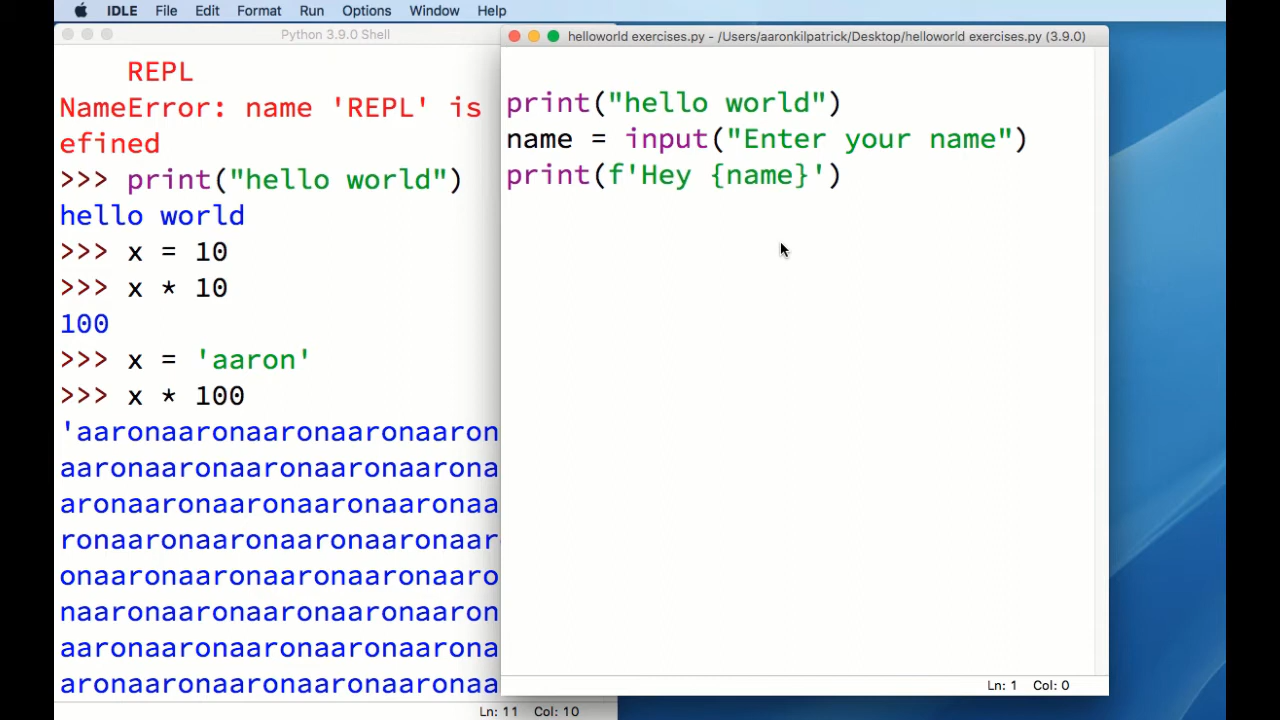 IDLE File Edit Format Run Options Window Help
Python 3.9.0 Shell
REPL
NameError: name 'REPL' is
efined
>>> print("hello world")
hello world
>>> x = 10
>>> x * 10
100
>>> x = 'aaron'
>>> x * 100
'aaronaaronaaronaaronaaron
aaronaaronaaronaaronaarona
aronaaronaaronaaronaaronaa
ronaaronaaronaaronaaronaar
onaaronaaronaaronaaronaaro
naaronaaronaaronaaronaaron
aaronaaronaaronaaronaarona
aronaaronaaronaaronaaronaa
Ln: 11 Col: 10
helloworld exercises.py - /Users/aaronkilpatrick/Desktop/helloworld exercises.py (3.9.0)
print("hello world")
name = input("Enter your name")
print(f'Hey {name}')
Ln: 1 Col: 0